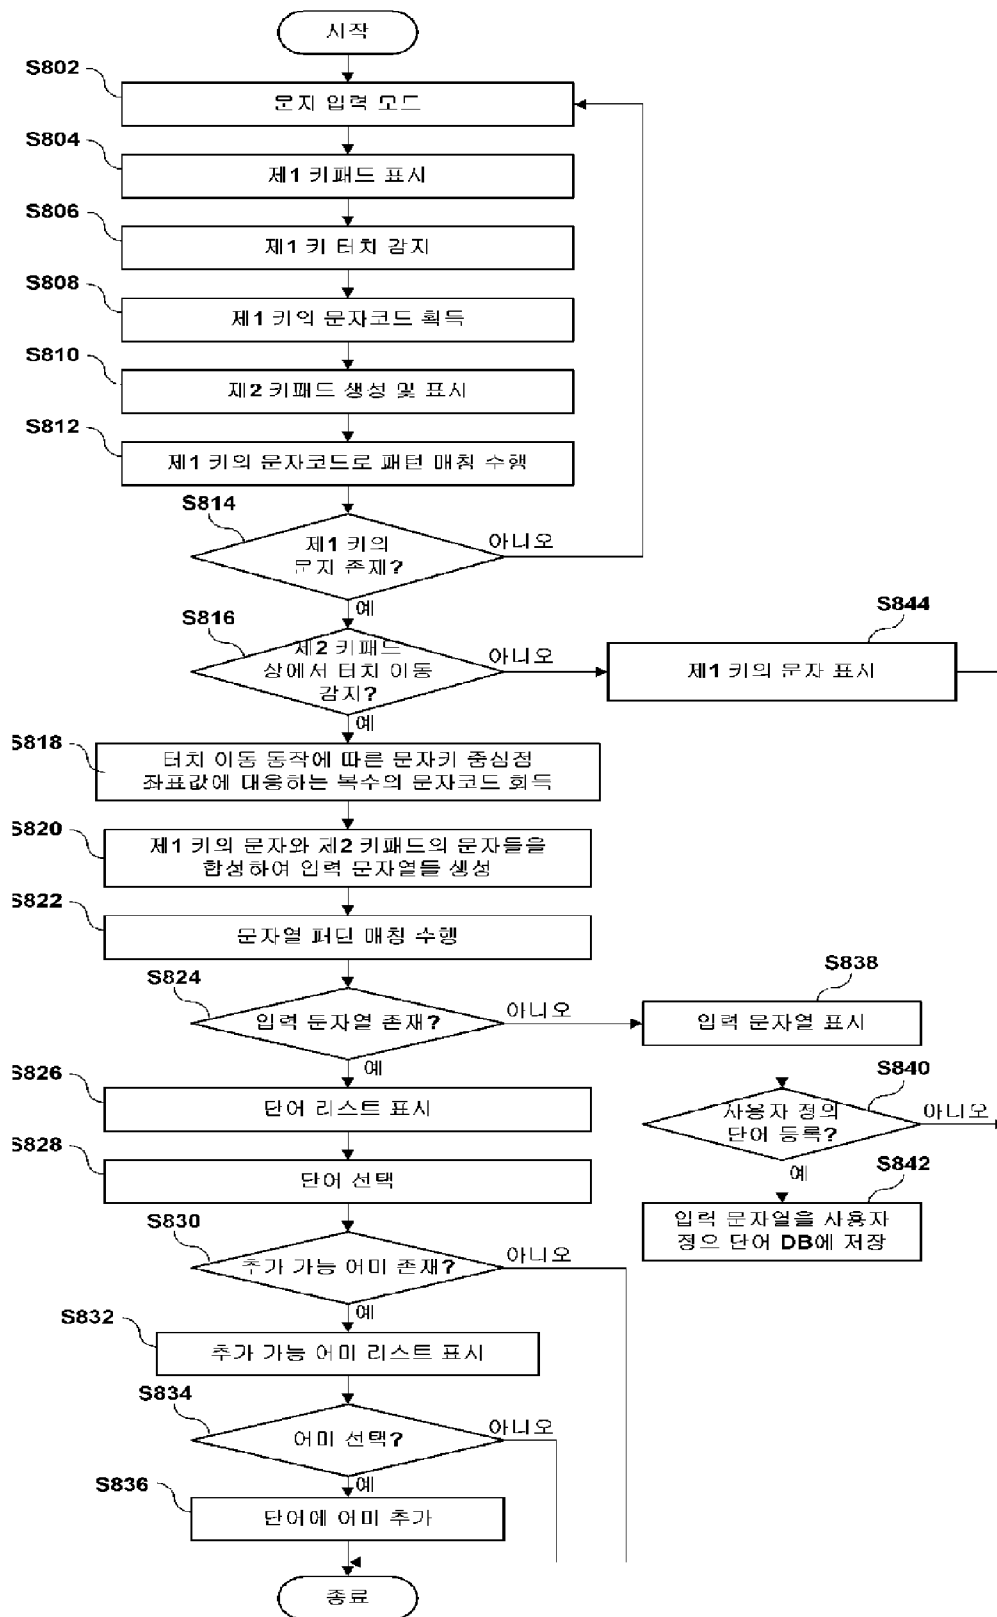 시작
S802
문자 입력 모드
S804
제1 키패드 표시
S806
제1 키 터치 감지
S808
제1 키의 문자코드 획득
S810
제2 키패드 생성 및 표시
S812
제1 키의 문자코드로 패턴 매칭 수행
S814
제1 키의
문자 존재?
아니오
예
S816
제2 키패드
상에서 터치 이동
감지?
아니오
S844
제1 키의 문자 표시
예
S818
터치 이동 동작에 따른 문자키 중심점
좌표값에 대응하는 복수의 문자코드 획득
S820
제1 키의 문자와 제2 키패드의 문자들을
합성하여 입력 문자열들 생성
S822
문자열 패턴 매칭 수행
S824
입력 문자열 존재?
아니오
S838
입력 문자열 표시
예
S826
단어 리스트 표시
S840
사용자 정의
단어 등록?
아니오
예
S828
단어 선택
S842
입력 문자열을 사용자
정의 단어 DB에 저장
S830
추가 가능 어미 존재?
아니오
예
S832
추가 가능 어미 리스트 표시
S834
어미 선택?
아니오
예
S836
단어에 어미 추가
종료